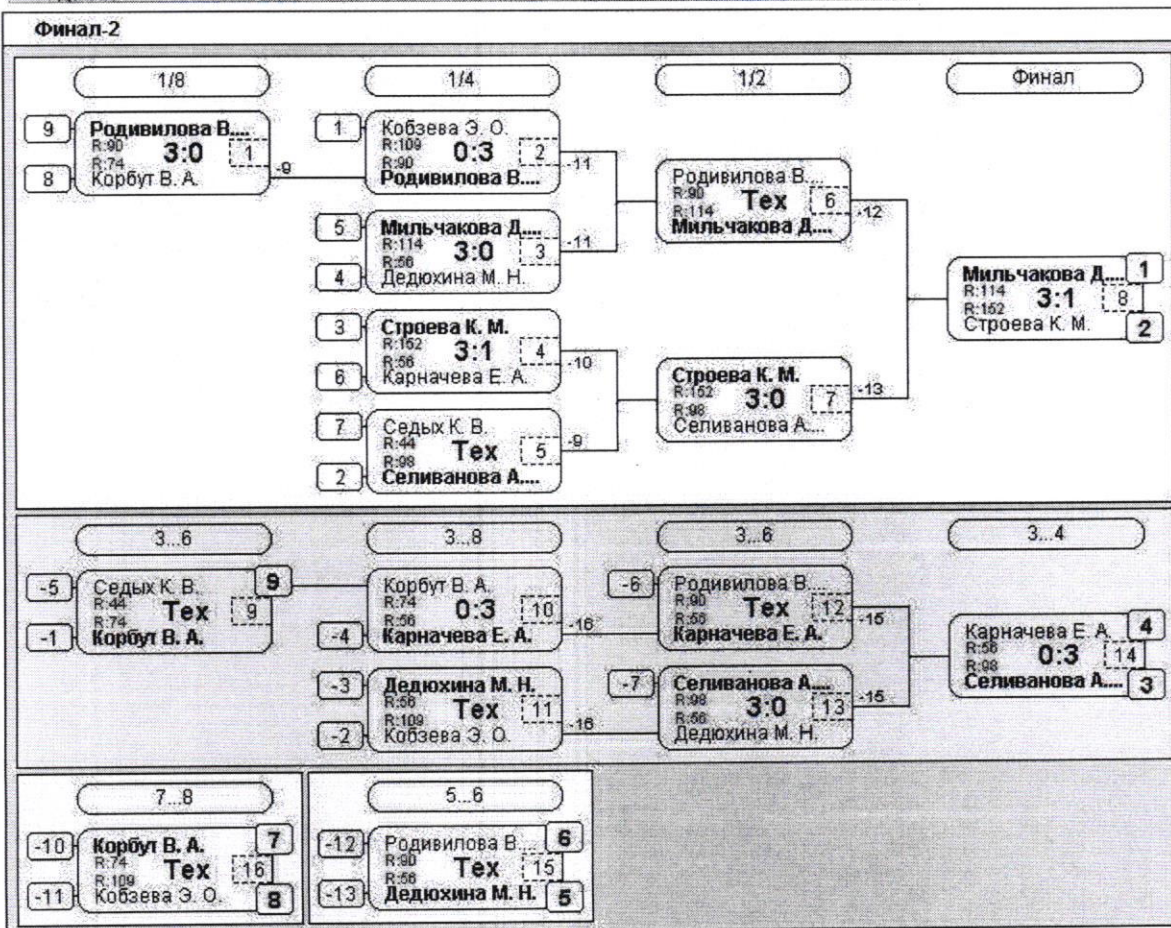 Финал-2
1/8
1/4
1/2
Финал
9
Родивилова В....
R:90
R:74
3:0
1
8
Корбут В. А.
-9
1
Кобзева Э. О.
R:109
R:90
0:3
2
Родивилова В....
-11
5
Мильчакова Д....
R:114
R:56
3:0
3
4
Дедюхина М. Н.
-11
3
Строева К. М.
R:152
R:56
3:1
4
6
Карначева Е. А.
-10
7
Седых К. В.
R:44
R:98
Тех
5
2
Селиванова А....
-9
Родивилова В....
R:90
R:114
Тех
6
Мильчакова Д....
-12
Строева К. М.
R:152
R:98
3:0
7
Селиванова А....
-13
Мильчакова Д....
1
R:114
R:152
3:1
8
Строева К. М.
2
3...6
3...8
3...6
3...4
-5
Седых К. В.
9
R:44
R:74
Тех
9
-1
Корбут В. А.
Корбут В. А.
R:74
R:56
0:3
10
-4
Карначева Е. А.
-16
-3
Дедюхина М. Н.
R:56
R:109
Тех
11
-2
Кобзева Э. О.
-16
-6
Родивилова В....
R:90
R:56
Тех
12
Карначева Е. А.
-15
-7
Селиванова А....
R:98
R:56
3:0
13
Дедюхина М. Н.
-15
Карначева Е. А.
4
R:56
R:98
0:3
14
Селиванова А....
3
7...8
5...6
-10
Корбут В. А.
7
R:74
R:109
Тех
16
-11
Кобзева Э. О.
8
-12
Родивилова В....
6
R:90
R:56
Тех
15
-13
Дедюхина М. Н.
5